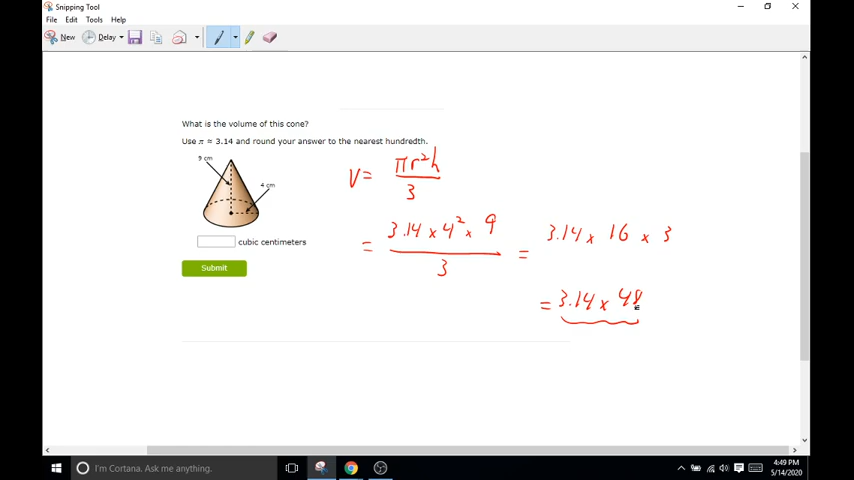 Snipping Tool
File Edit Tools Help
New Delay
What is the volume of this cone?
Use π ≈ 3.14 and round your answer to the nearest hundredth.
9 cm
4 cm
cubic centimeters
Submit
V = πr²h / 3
= 3.14 × 4² × 9 / 3 = 3.14 × 16 × 3
= 3.14 × 48
I'm Cortana. Ask me anything.
4:49 PM
5/14/2020